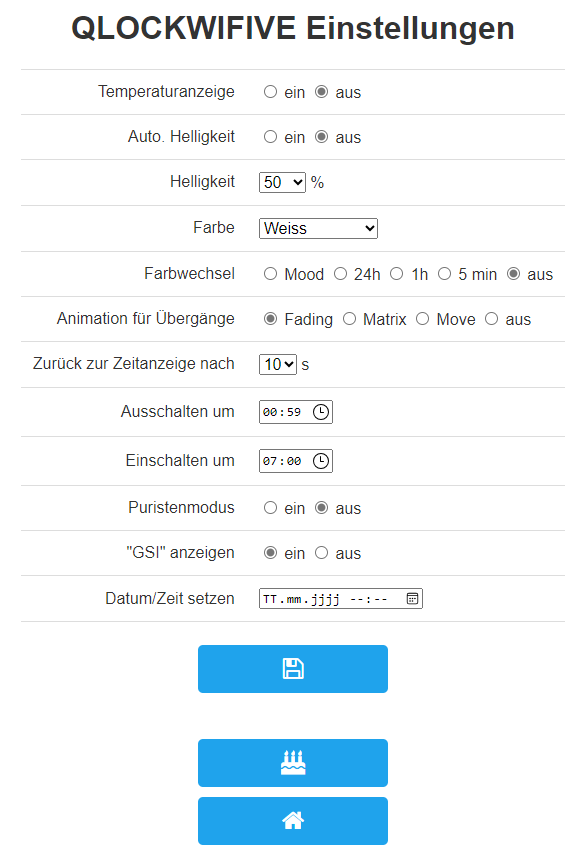 QLOCKWIFIVE Einstellungen
Temperaturanzeige ein aus
Auto. Helligkeit ein aus
Helligkeit 50 %
Farbe Weiss
Farbwechsel Mood 24h 1h 5 min aus
Animation für Übergänge Fading Matrix Move aus
Zurück zur Zeitanzeige nach 10 s
Ausschalten um 00:59
Einschalten um 07:00
Puristenmodus ein aus
"GSI" anzeigen ein aus
Datum/Zeit setzen TT.mm.jjjj --:--